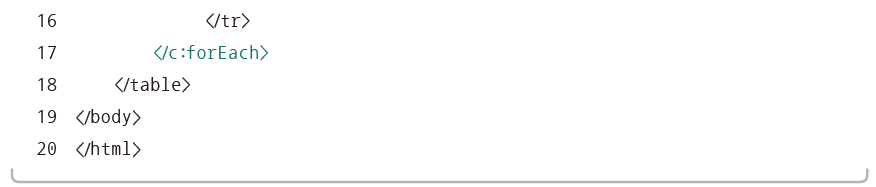 16              </tr>
17         </c:forEach>
18     </table>
19 </body>
20 </html>